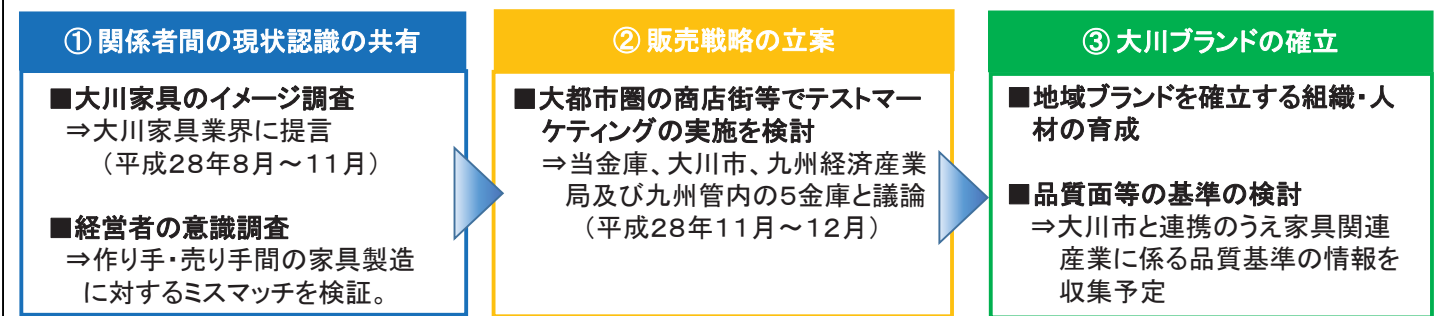 ① 関係者間の現状認識の共有
■大川家具のイメージ調査
⇒大川家具業界に提言
（平成28年8月～11月）
■経営者の意識調査
⇒作り手・売り手間の家具製造
に対するミスマッチを検証。
② 販売戦略の立案
■大都市圏の商店街等でテストマー
ケティングの実施を検討
⇒当金庫、大川市、九州経済産業
局及び九州管内の5金庫と議論
（平成28年11月～12月）
③ 大川ブランドの確立
■地域ブランドを確立する組織・人
材の育成
■品質面等の基準の検討
⇒大川市と連携のうえ家具関連
産業に係る品質基準の情報を
収集予定